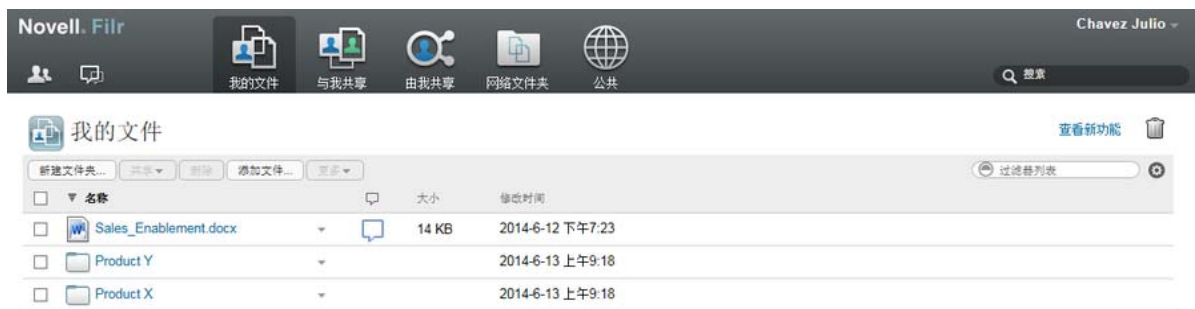 Novell. Filr
Chavez Julio
我的文件 与我共享 由我共享 网络文件夹 公共
搜索
我的文件
查看新功能
新建文件夹... 共享 删除 添加文件... 更多
过滤器列表
名称 大小 修改时间
Sales_Enablement.docx 14 KB 2014-6-12 下午7:23
Product Y 2014-6-13 上午9:18
Product X 2014-6-13 上午9:18